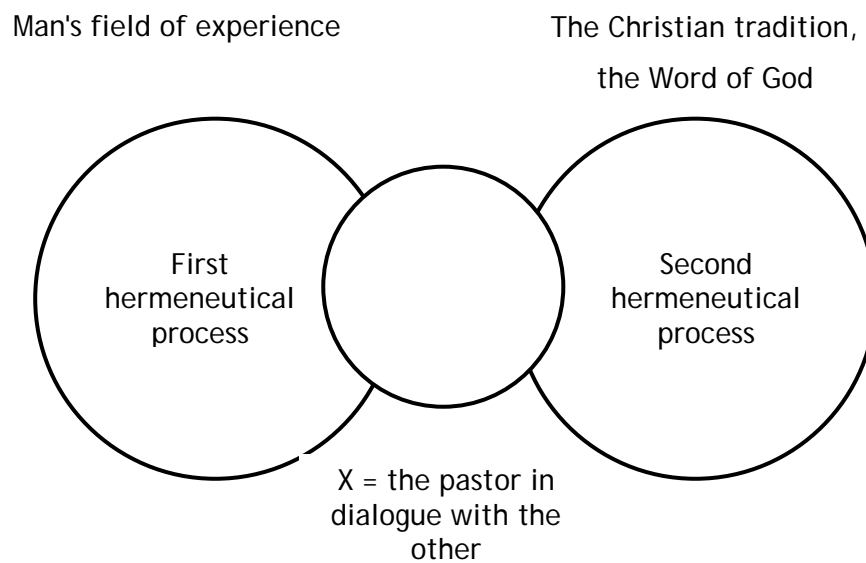 Man's field of experience
The Christian tradition,
the Word of God
First
hermeneutical
process
Second
hermeneutical
process
X = the pastor in
dialogue with the
other